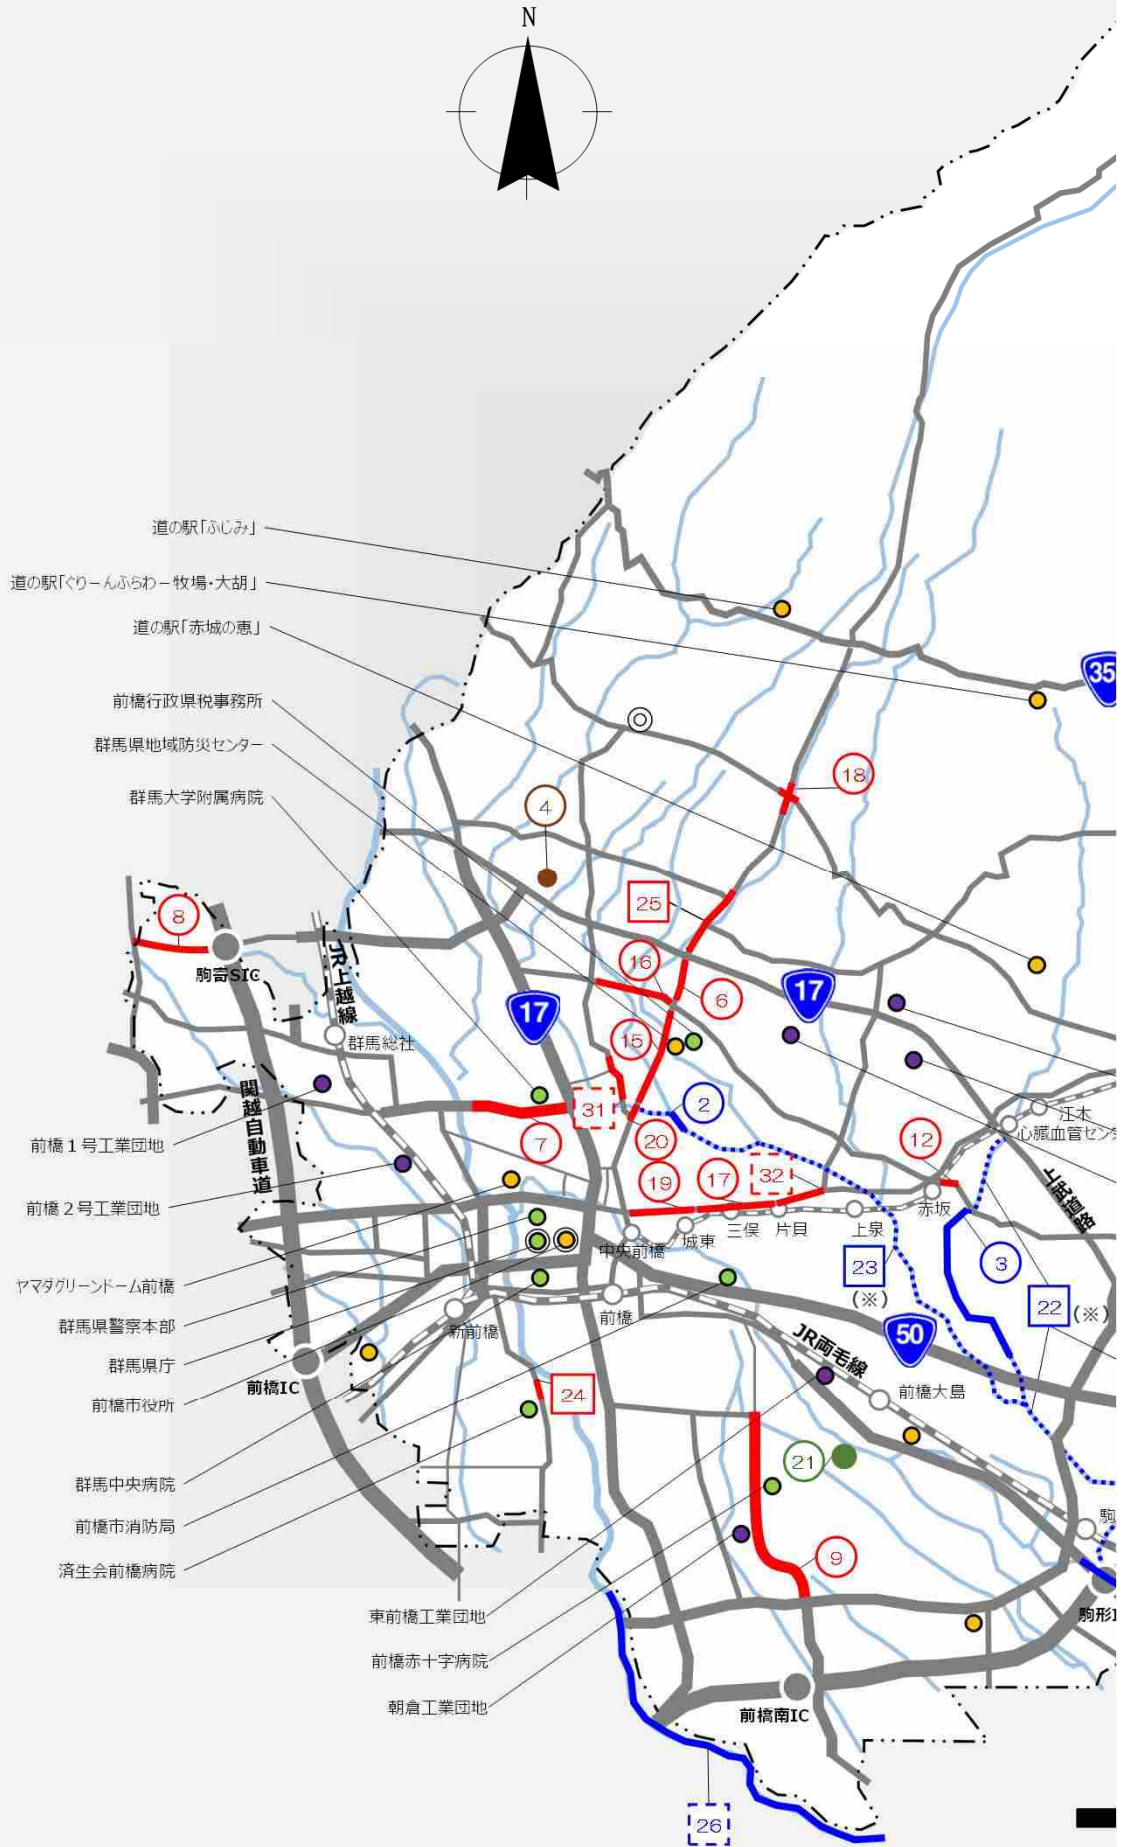 N
道の駅「ふじみ」
道の駅「ぐりーんふらわー牧場・大胡」
道の駅「赤城の恵」
35
前橋行政県税事務所
群馬県地域防災センター
18
群馬大学附属病院
4
25
8
16
駒寄SIC
JR上越線
6
17
17
15
群馬総社
関越自動車道
31
2
江木
心臓血管セン
前橋1号工業団地
7
20
12
上武道路
19
17
32
前橋2号工業団地
赤坂
中央前橋
城東
三俣
片貝
上泉
23
(※)
3
22
(※)
ヤマダグリーンドーム前橋
群馬県警察本部
新前橋
前橋
50
JR両毛線
群馬県庁
前橋IC
前橋市役所
24
前橋大島
21
群馬中央病院
前橋市消防局
駒
済生会前橋病院
9
東前橋工業団地
駒形I
前橋赤十字病院
朝倉工業団地
前橋南IC
26